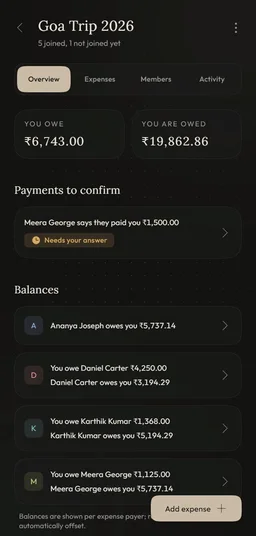 Goa Trip 2026
5 joined, 1 not joined yet
Overview Expenses Members Activity
YOU OWE
₹6,743.00
YOU ARE OWED
₹19,862.86
Payments to confirm
Meera George says they paid you ₹1,500.00
Needs your answer
Balances
A
Ananya Joseph owes you ₹5,737.14
D
You owe Daniel Carter ₹4,250.00
Daniel Carter owes you ₹3,194.29
K
You owe Karthik Kumar ₹1,368.00
Karthik Kumar owes you ₹5,194.29
M
You owe Meera George ₹1,125.00
Meera George owes you ₹5,737.14
Add expense
Balances are shown per expense payer;
automatically offset.